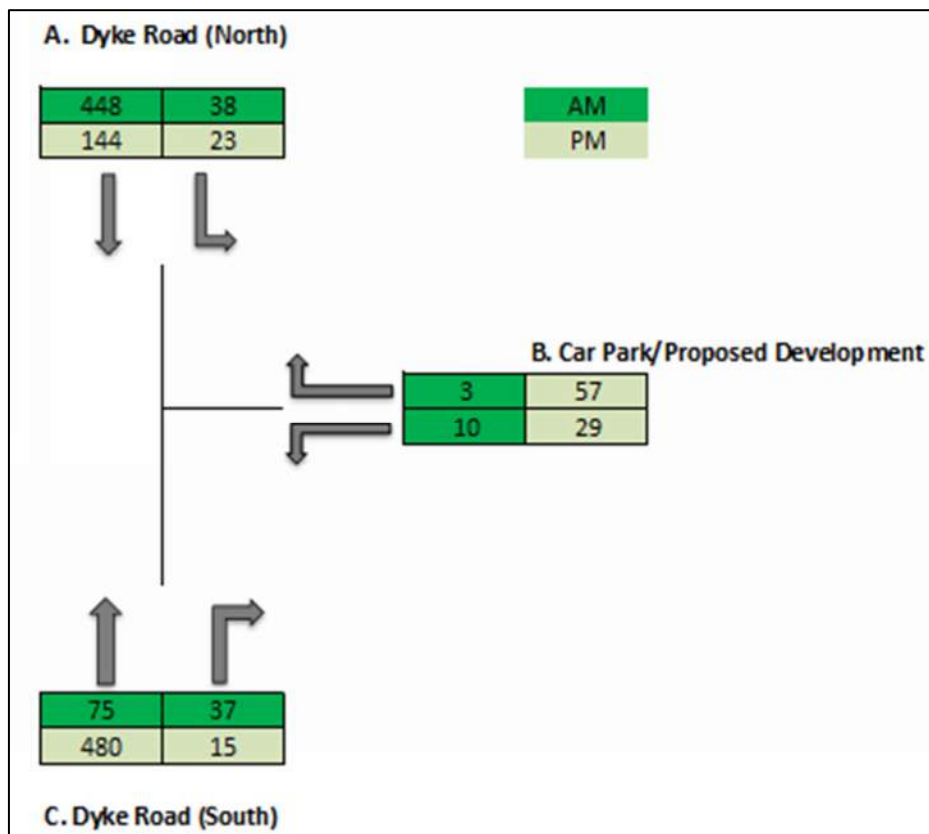 A. Dyke Road (North)
448 38
144 23
AM
PM
B. Car Park/Proposed Development
3 57
10 29
75 37
480 15
C. Dyke Road (South)